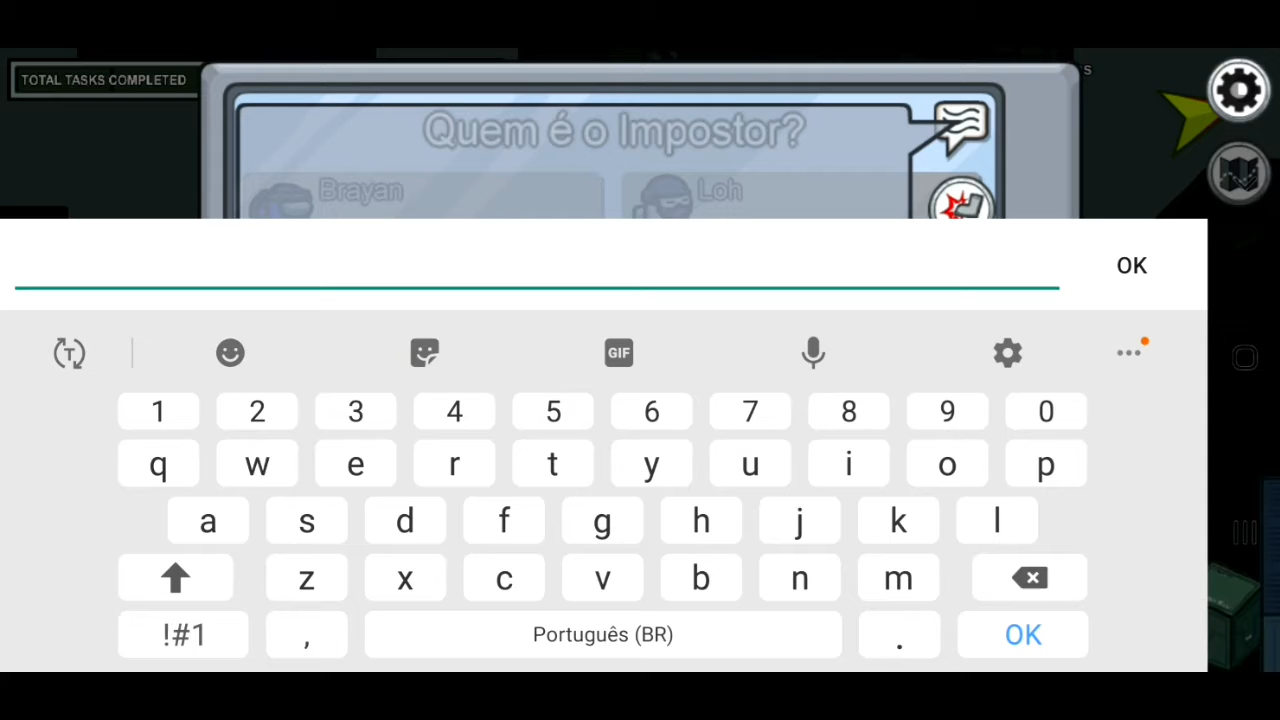 TOTAL TASKS COMPLETED
S
Quem é o Impostor?
Brayan Loh
OK
T
GIF
1 2 3 4 5 6 7 8 9 0
q w e r t y u i o p
a s d f g h j k l
z x c v b n m
!#1 , Português (BR) . OK